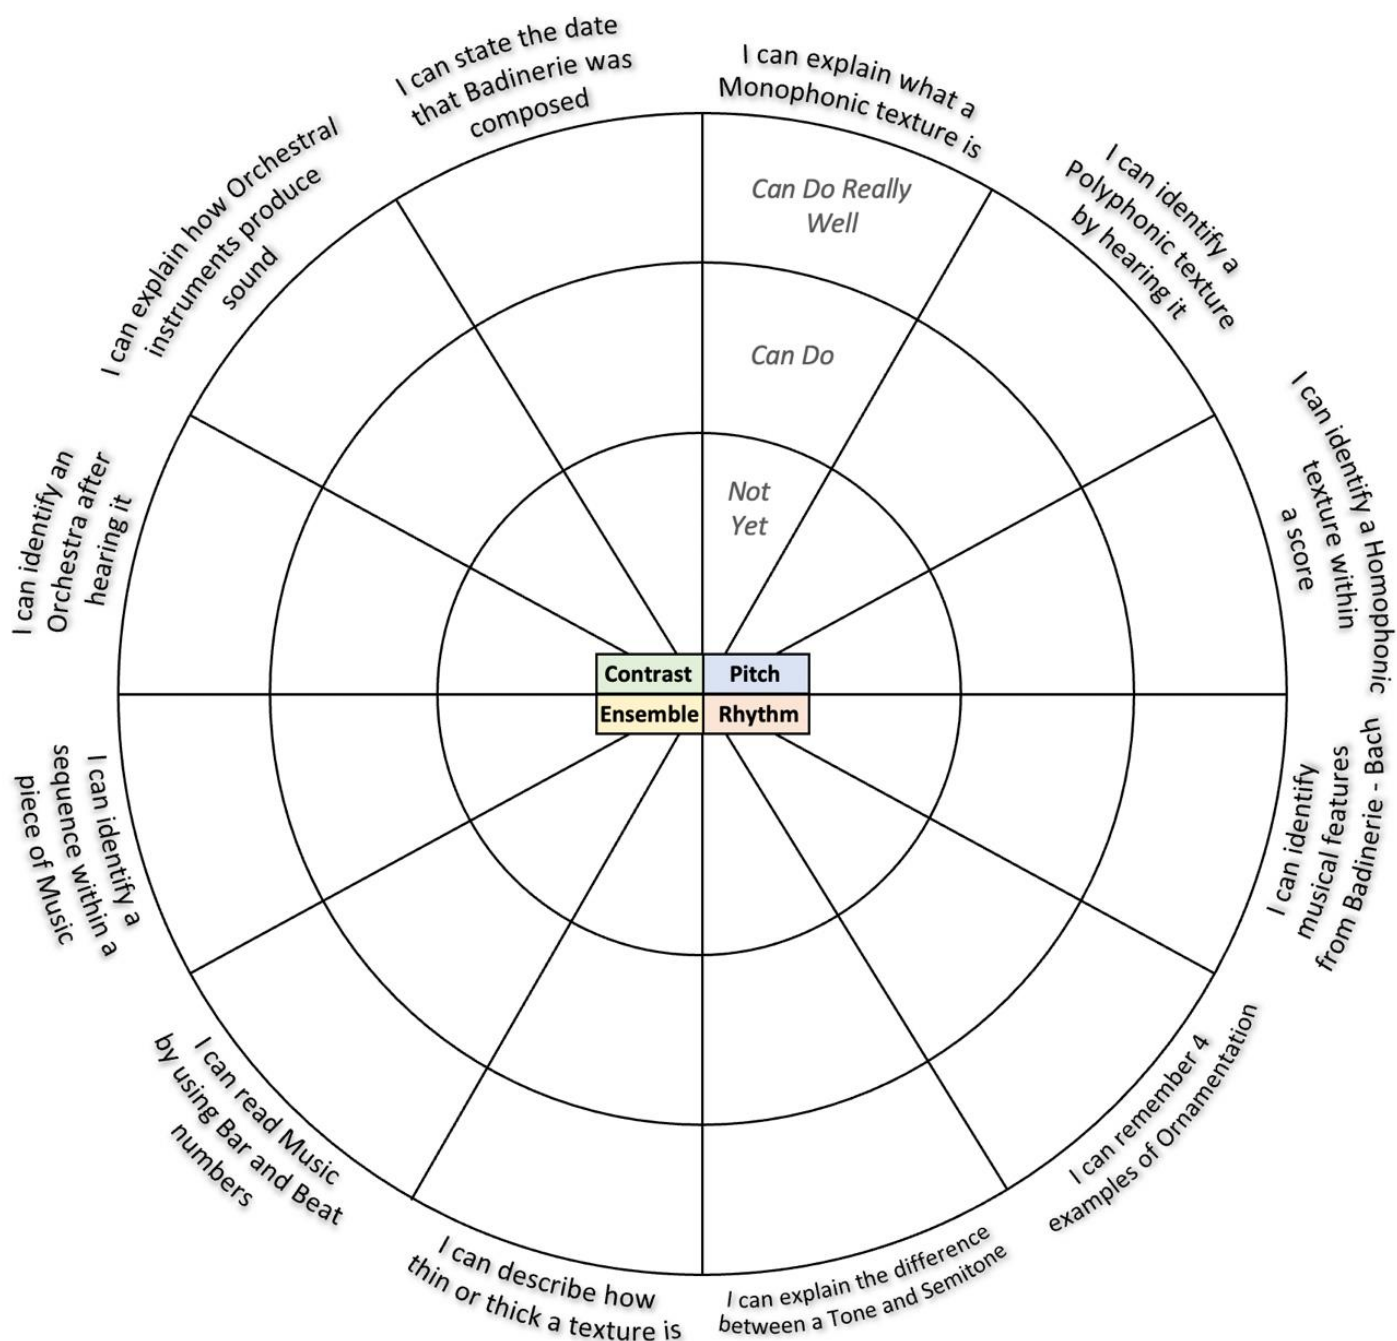 I can state the date
that Badinerie was
composed
I can explain what a
Monophonic texture is
I can identify a
Polyphonic texture
by hearing it
I can identify a Homophonic
texture within
a score
I can identify
musical features
from Badinerie - Bach
I can remember 4
examples of Ornamentation
I can explain the difference
between a Tone and Semitone
I can describe how
thin or thick a texture is
I can read Music
by using Bar and Beat
numbers
I can identify a
sequence within a
piece of Music
I can identify an
Orchestra after
hearing it
I can explain how Orchestral
instruments produce
sound
Can Do Really
Well
Can Do
Not
Yet
Contrast
Pitch
Ensemble
Rhythm